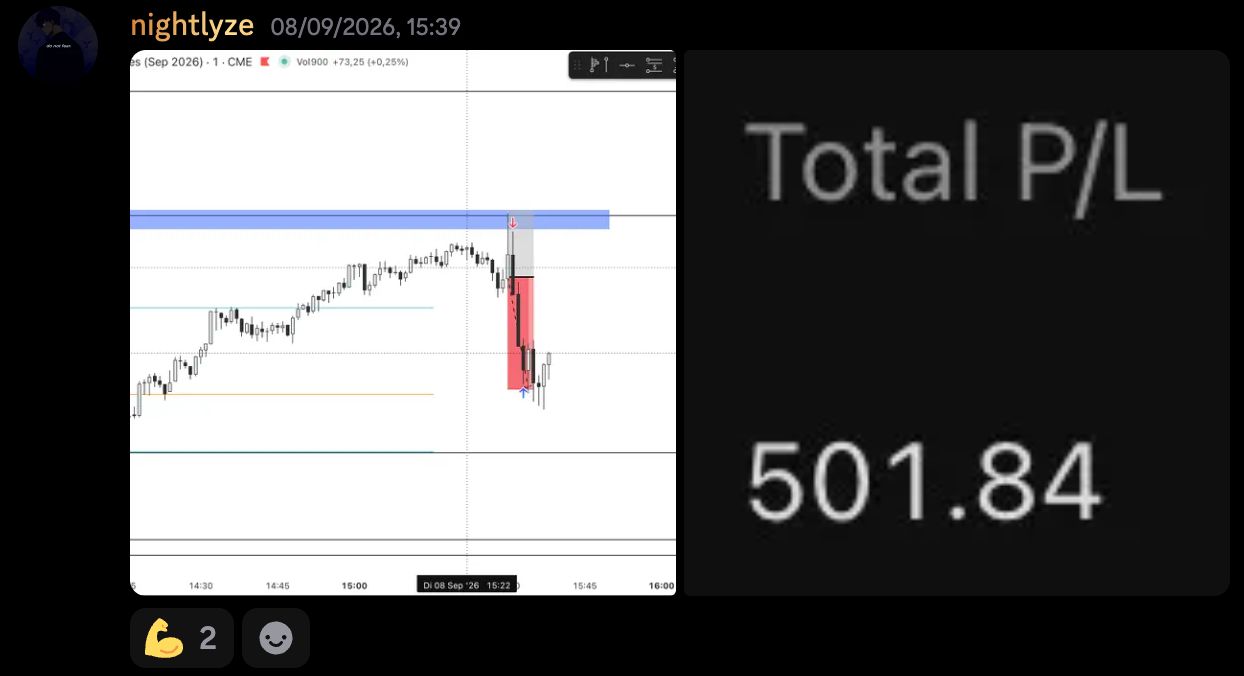 nightlyze 08/09/2026, 15:39
es (Sep 2026) · 1 · CME Vol900 +73,25 (+0,25%)
Total P/L
501.84
14:30 14:45 15:00 Di 08 Sep '26 15:22 15:45 16:00
2